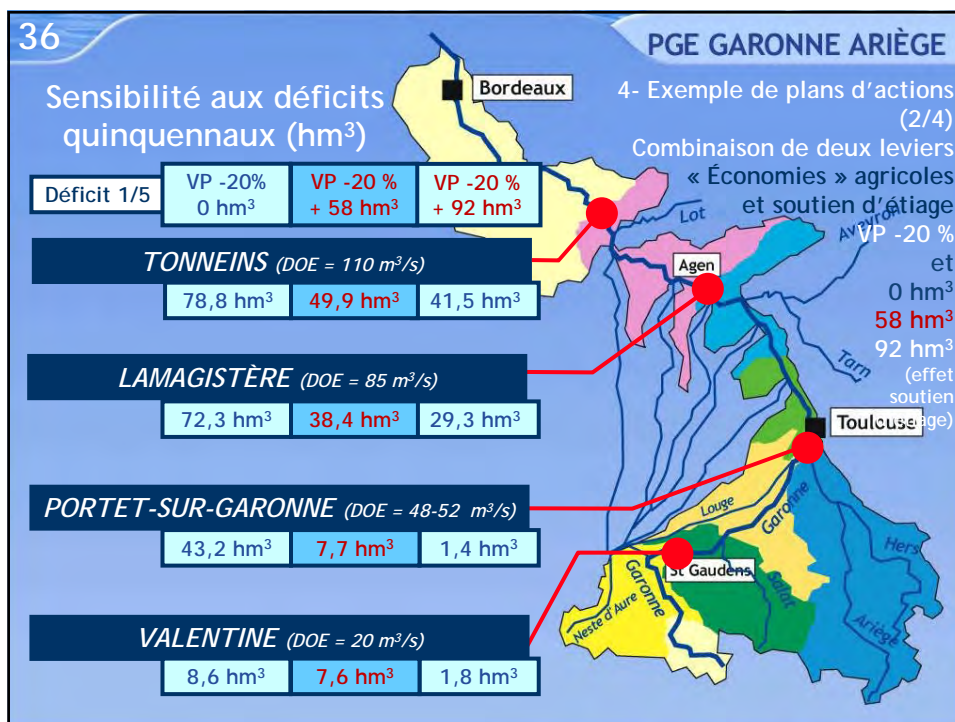 36
PGE GARONNE ARIÈGE
Sensibilité aux déficits
quinquennaux (hm³)
4- Exemple de plans d'actions
(2/4)
Combinaison de deux leviers
« Économies » agricoles
et soutien d'étiage
VP -20 %
et
0 hm³
58 hm³
92 hm³
(effet
soutien
Déficit 1/5
VP -20% VP -20 % VP -20 %
0 hm³ + 58 hm³ + 92 hm³
TONNEINS (DOE = 110 m³/s)
78,8 hm³ 49,9 hm³ 41,5 hm³
LAMAGISTÈRE (DOE = 85 m³/s)
72,3 hm³ 38,4 hm³ 29,3 hm³
PORTET-SUR-GARONNE (DOE = 48-52 m³/s)
43,2 hm³ 7,7 hm³ 1,4 hm³
VALENTINE (DOE = 20 m³/s)
8,6 hm³ 7,6 hm³ 1,8 hm³
Bordeaux
Lot
Aveyron
Agen
Tarn
Toulouse
Louge
Garonne
Hers
St Gaudens
Salat
Garonne
Neste d'Aure
Ariège